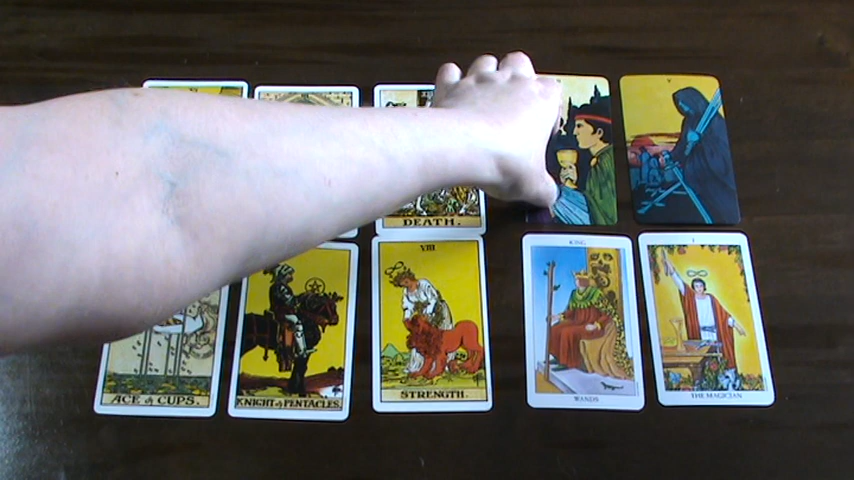 DEATH.
ACE of CUPS.
KNIGHT of PENTACLES.
VIII
STRENGTH.
KING
WANDS
I
THE MAGICIAN